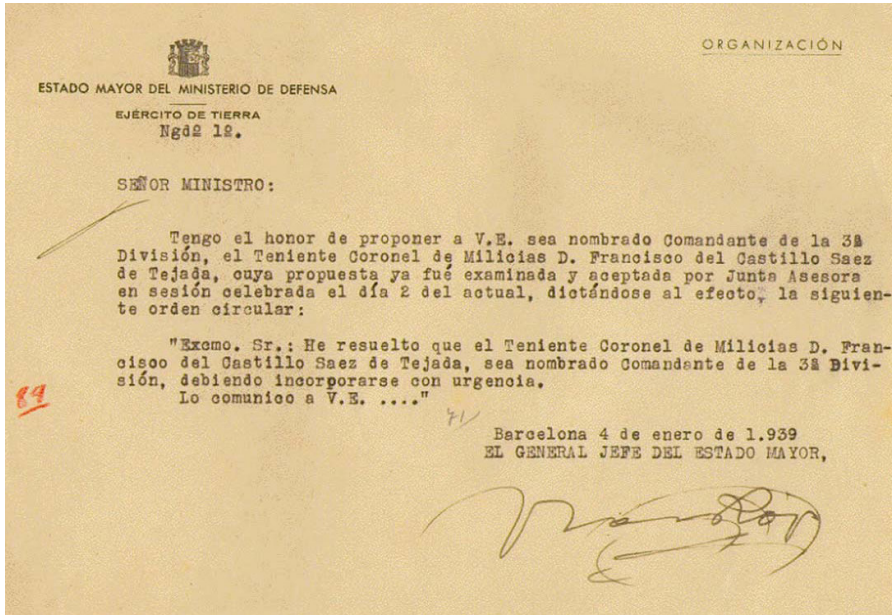 ORGANIZACIÓN
ESTADO MAYOR DEL MINISTERIO DE DEFENSA
EJÉRCITO DE TIERRA
Ngdº 1º.
SEÑOR MINISTRO:
Tengo el honor de proponer a V.E. sea nombrado Comandante de la 3ª
División, el Teniente Coronel de Milicias D. Francisco del Castillo Saez
de Tejada, cuya propuesta ya fué examinada y aceptada por Junta Asesora
en sesión celebrada el día 2 del actual, dictándose al efecto, la siguien-
te orden circular:
"Excmo. Sr.: He resuelto que el Teniente Coronel de Milicias D. Fran-
cisco del Castillo Saez de Tejada, sea nombrado Comandante de la 3ª Divi-
sión, debiendo incorporarse con urgencia.
Lo comunico a V.E. ...."
89
71
Barcelona 4 de enero de 1.939
EL GENERAL JEFE DEL ESTADO MAYOR,